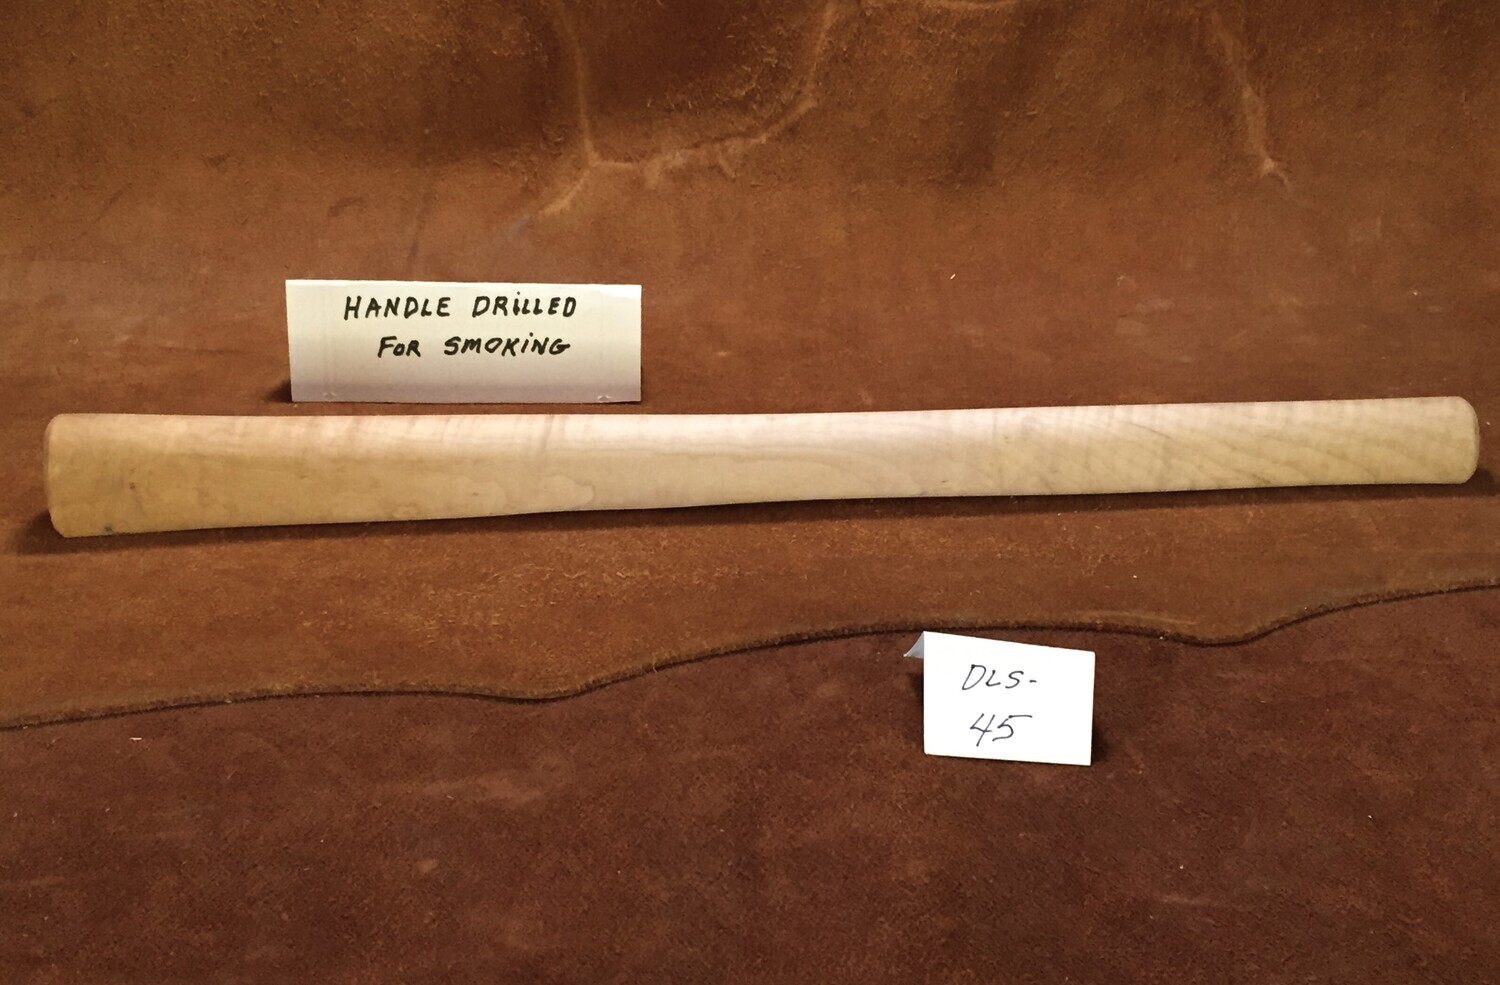 HANDLE DRiLLED
FOR SMOKiNG
DLS-
45